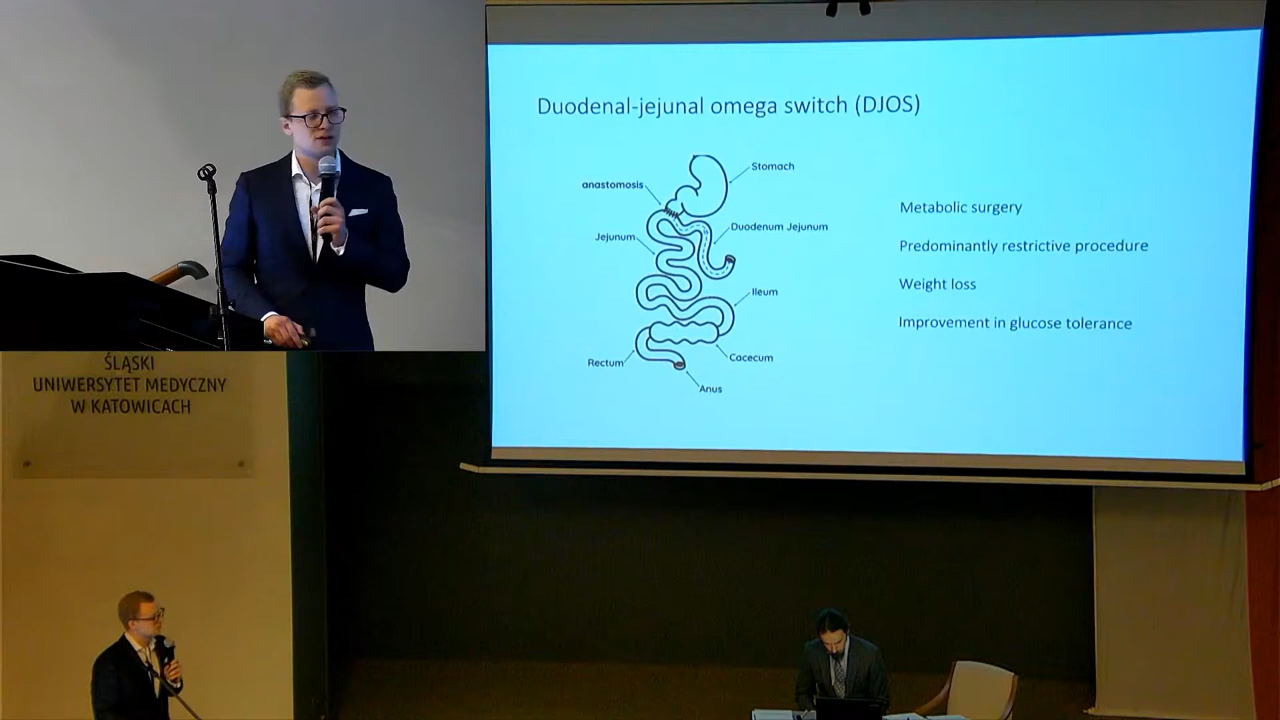 Duodenal-jejunal omega switch (DJOS)
Stomach
anastomosis
Duodenum Jejunum
Jejunum
Ileum
Rectum
Cacecum
Anus
Metabolic surgery
Predominantly restrictive procedure
Weight loss
Improvement in glucose tolerance
ŚLĄSKI
UNIWERSYTET MEDYCZNY
W KATOWICACH